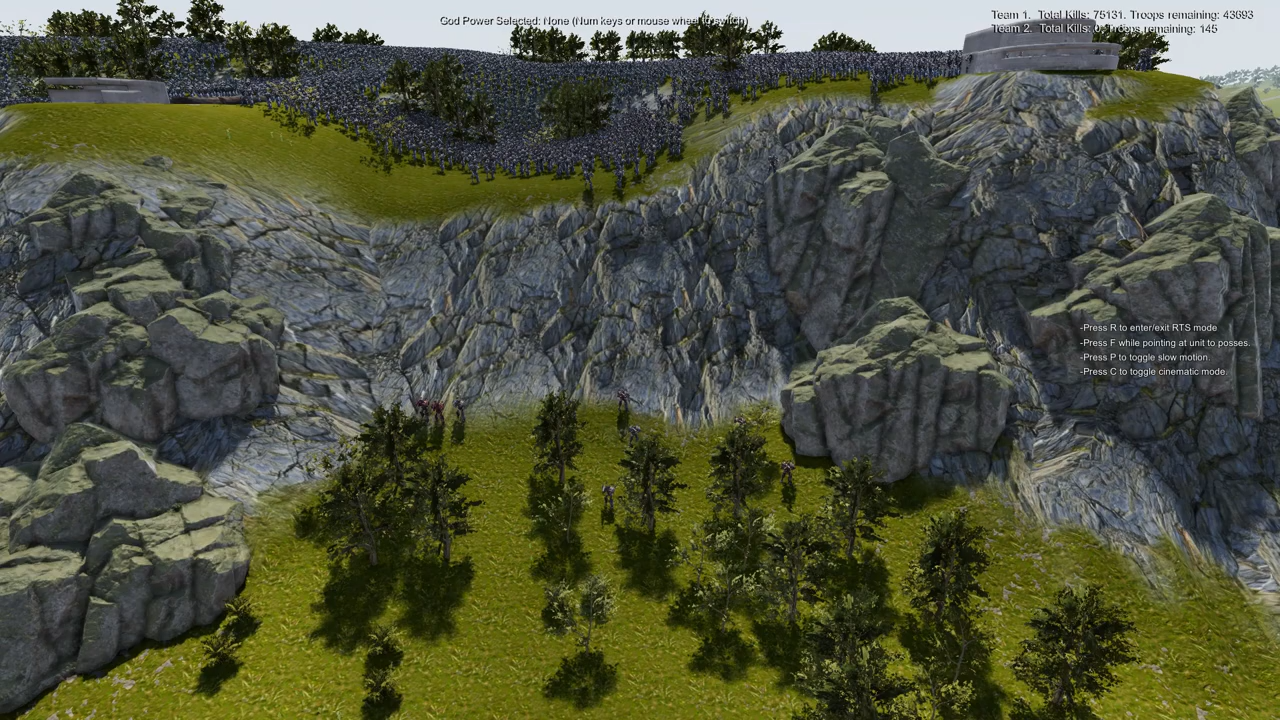 God Power Selected: None (Num keys or mouse wheel to switch)
Team 1. Total Kills: 75131. Troops remaining: 43693
Team 2. Total Kills: 0. Troops remaining: 145
-Press R to enter/exit RTS mode
-Press F while pointing at unit to posses.
-Press P to toggle slow motion.
-Press C to toggle cinematic mode.